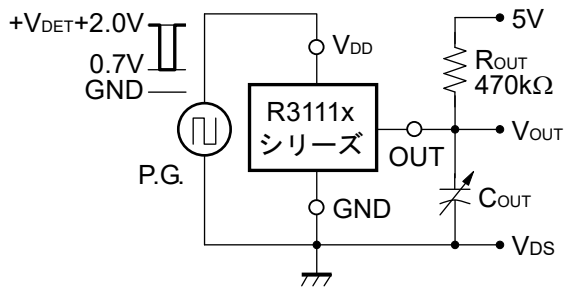 +VDET+2.0V
0.7V
GND
P.G.
VDD
R3111x
シリーズ
OUT
GND
5V
ROUT
470kΩ
VOUT
COUT
VDS